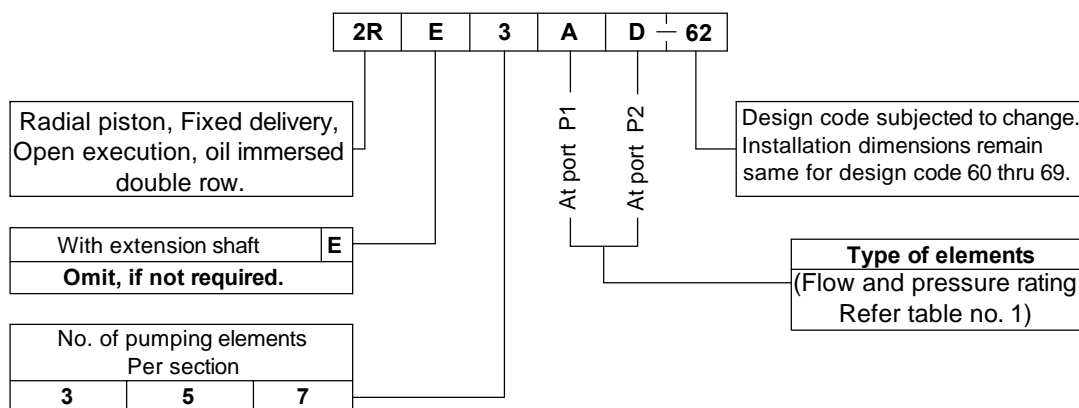 2R E 3 A D – 62
Radial piston, Fixed delivery,
Open execution, oil immersed
double row.
With extension shaft E
Omit, if not required.
No. of pumping elements
Per section
3 5 7
At port P1
At port P2
Design code subjected to change.
Installation dimensions remain
same for design code 60 thru 69.
Type of elements
(Flow and pressure rating
Refer table no. 1)